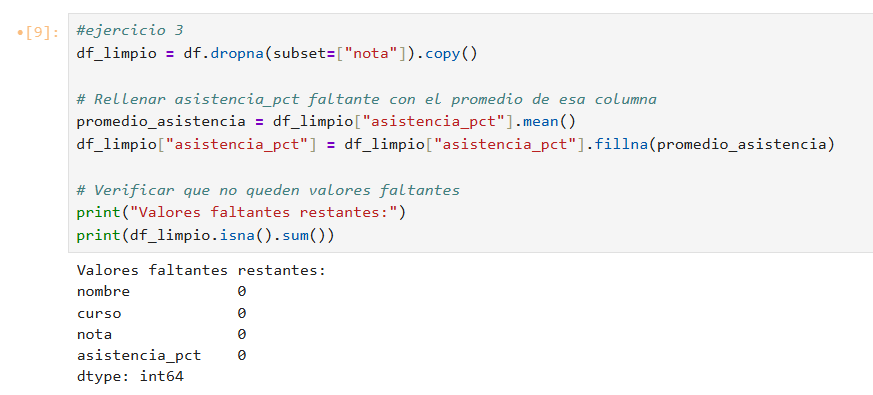 •[9]:
#ejercicio 3
df_limpio = df.dropna(subset=["nota"]).copy()
# Rellenar asistencia_pct faltante con el promedio de esa columna
promedio_asistencia = df_limpio["asistencia_pct"].mean()
df_limpio["asistencia_pct"] = df_limpio["asistencia_pct"].fillna(promedio_asistencia)
# Verificar que no queden valores faltantes
print("Valores faltantes restantes:")
print(df_limpio.isna().sum())
Valores faltantes restantes:
nombre            0
curso             0
nota              0
asistencia_pct    0
dtype: int64